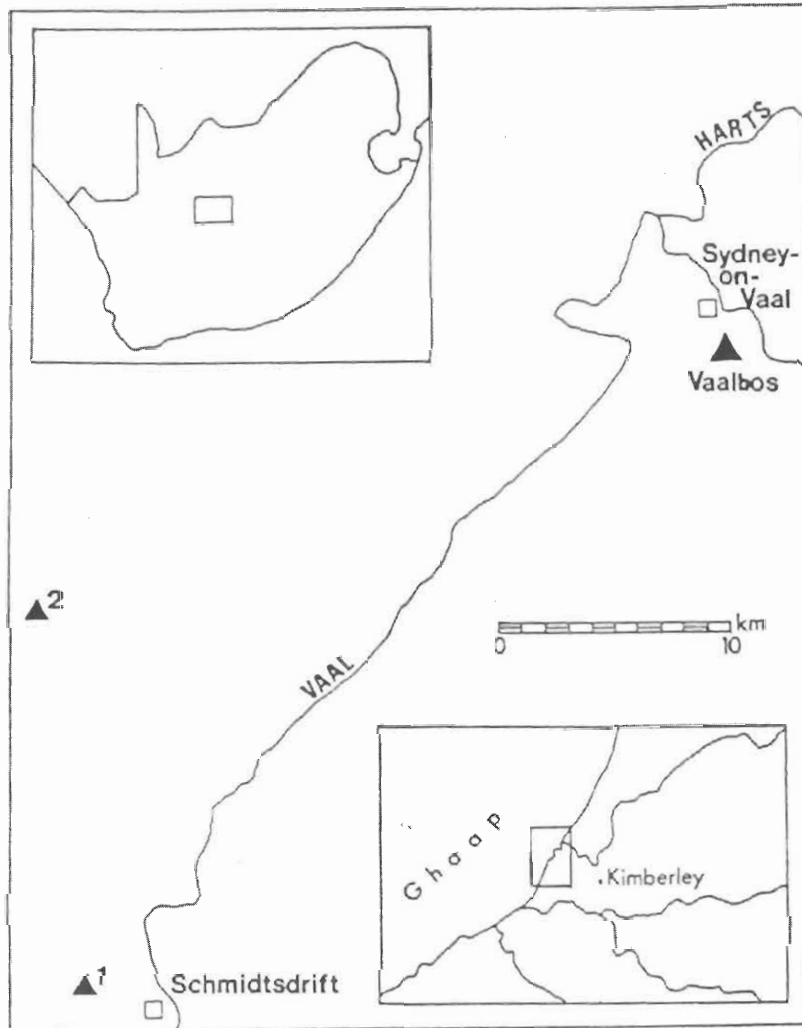 HARTS
Sydney-
on-
Vaal
Vaalbos
2
km
0 10
VAAL
Ghaap
Kimberley
1
Schmidtsdrift